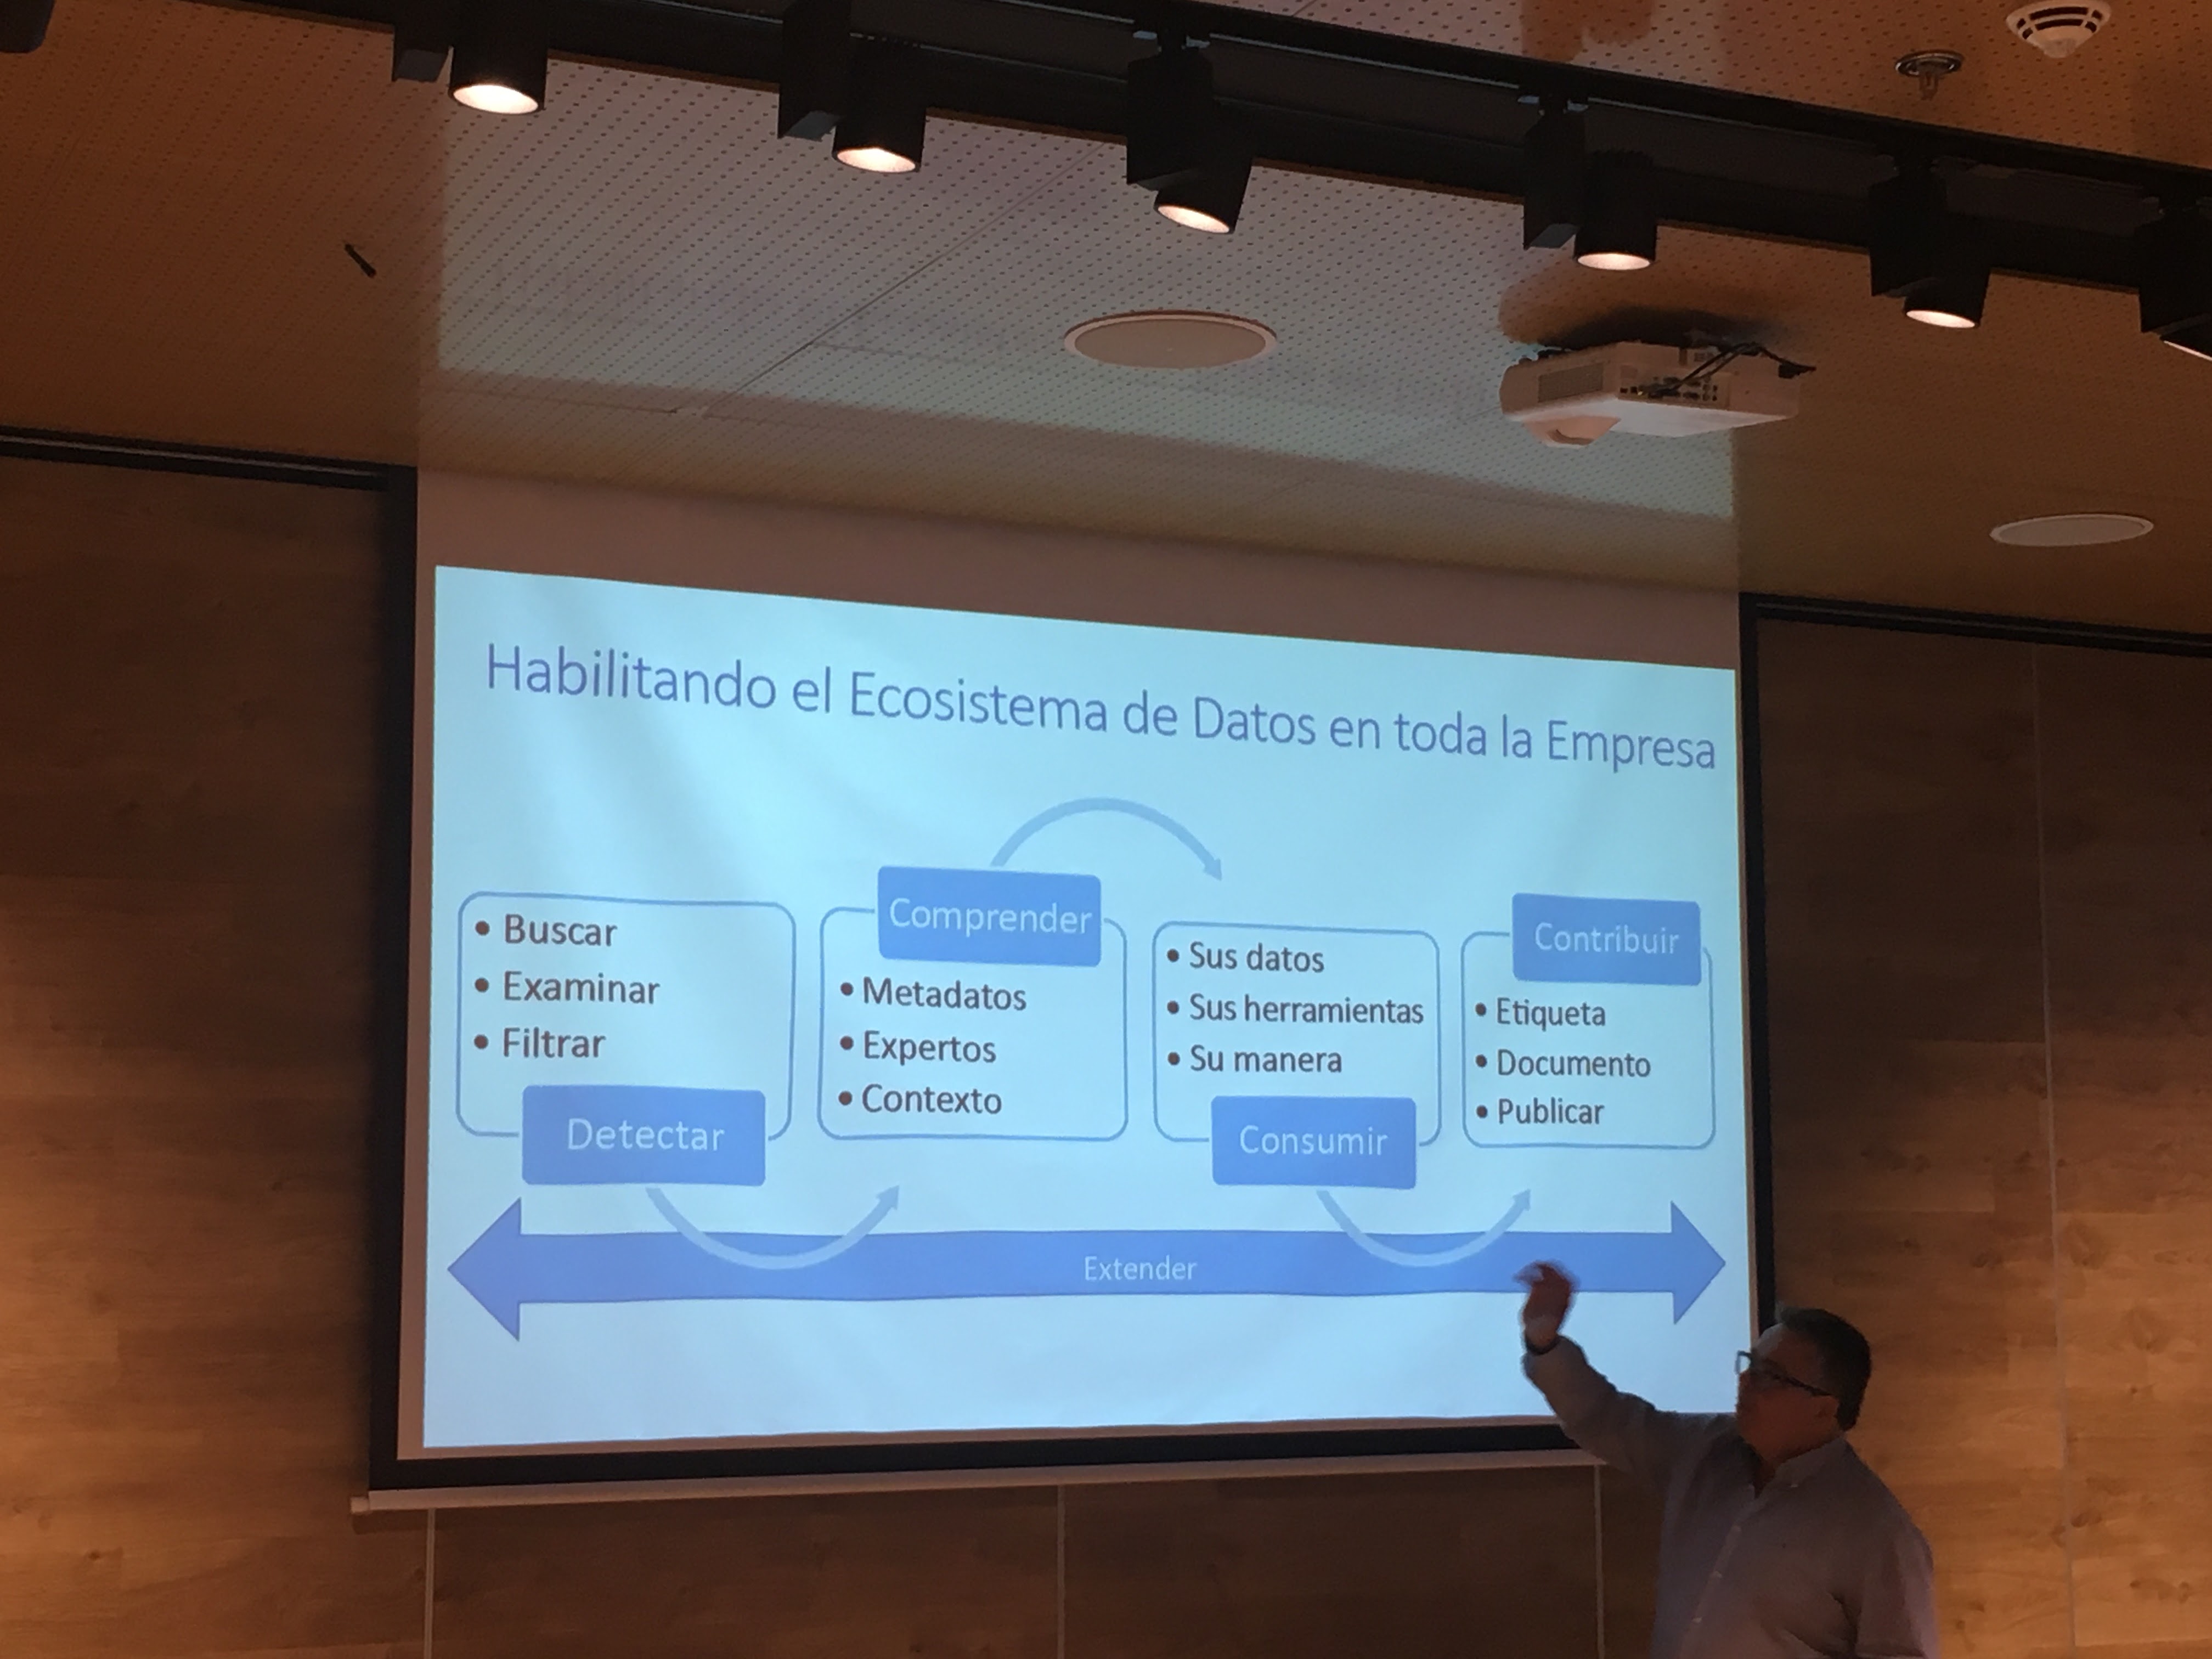 Habilitando el Ecosistema de Datos en toda la Empresa
• Buscar
• Examinar
• Filtrar
Detectar
Comprender
• Metadatos
• Expertos
• Contexto
• Sus datos
• Sus herramientas
• Su manera
Consumir
Contribuir
• Etiqueta
• Documento
• Publicar
Extender